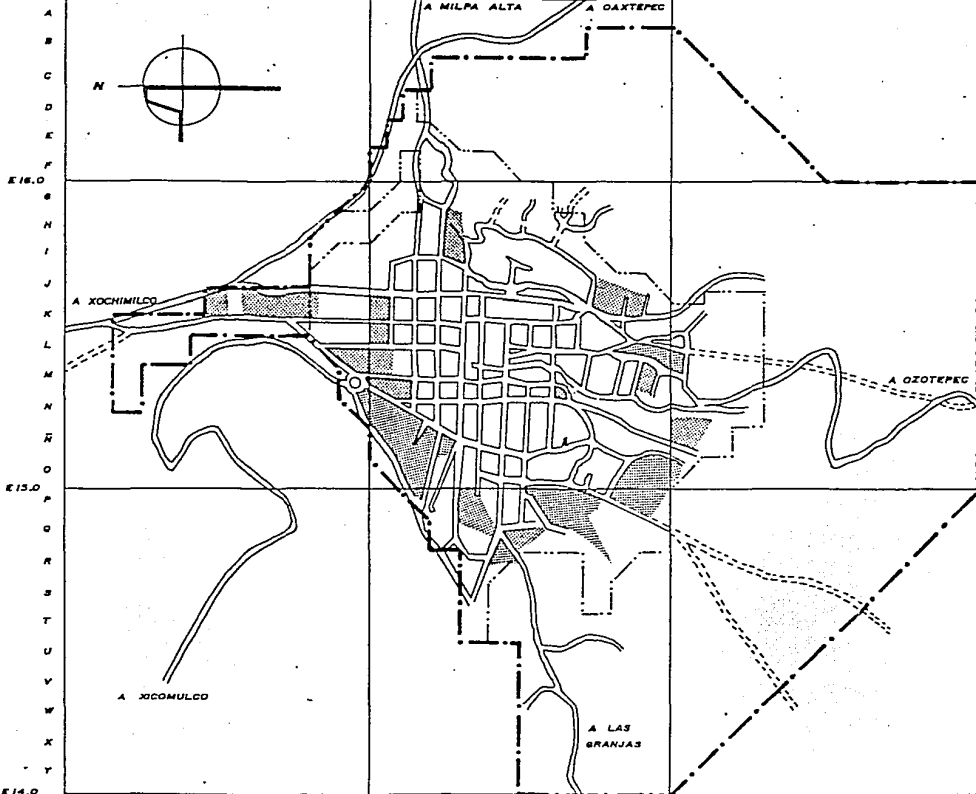 A MILPA ALTA
A OAXTEPEC
A
B
C
D
E
F
N
E 16.0
G
H
I
J
K
L
M
N
Ñ
O
A XOCHIMILCO
A OZOTEPEC
E 15.0
P
Q
R
S
T
U
V
W
X
Y
A XICOMULCO
A LAS
GRANJAS
E 14.0